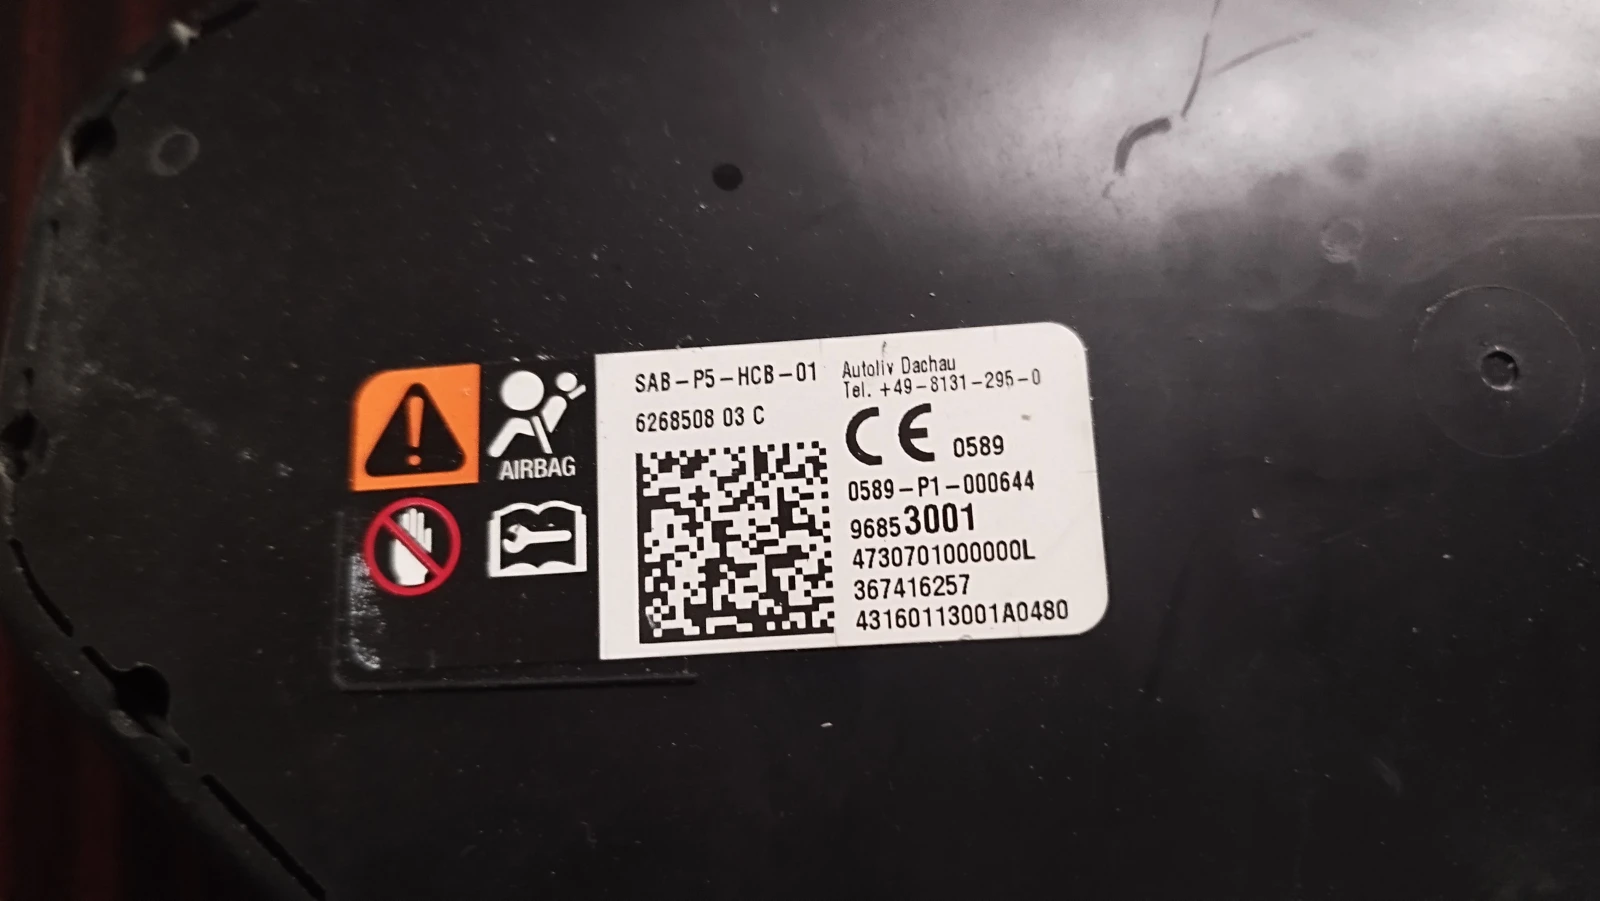 AIRBAG
SAB-P5-HCB-01
6268508 03 C
Autoliv Dachau
Tel. +49-8131-295-0
CE 0589
0589-P1-000644
96853001
4730701000000L
367416257
43160113001A0480